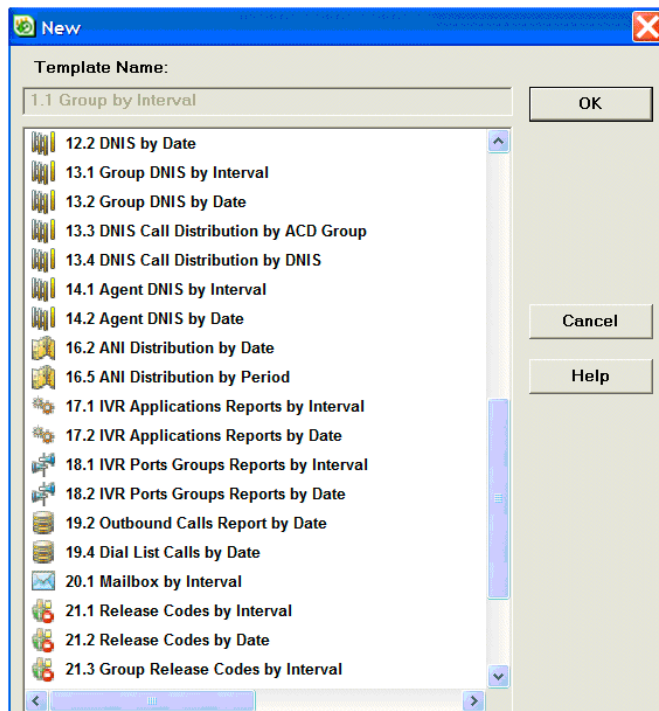 New
Template Name:
1.1 Group by Interval
OK
12.2 DNIS by Date
13.1 Group DNIS by Interval
13.2 Group DNIS by Date
13.3 DNIS Call Distribution by ACD Group
13.4 DNIS Call Distribution by DNIS
14.1 Agent DNIS by Interval
14.2 Agent DNIS by Date
Cancel
16.2 ANI Distribution by Date
16.5 ANI Distribution by Period
Help
17.1 IVR Applications Reports by Interval
17.2 IVR Applications Reports by Date
18.1 IVR Ports Groups Reports by Interval
18.2 IVR Ports Groups Reports by Date
19.2 Outbound Calls Report by Date
19.4 Dial List Calls by Date
20.1 Mailbox by Interval
21.1 Release Codes by Interval
21.2 Release Codes by Date
21.3 Group Release Codes by Interval